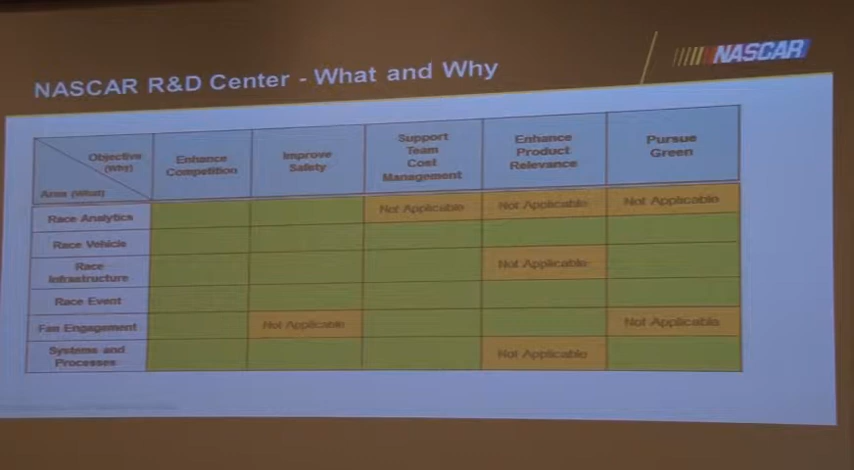 NASCAR
NASCAR R&D Center - What and Why
Objective
(Why)
Area (What)
Enhance
Competition
Improve
Safety
Support
Team
Cost
Management
Enhance
Product
Relevance
Pursue
Green
Race Analytics
Not Applicable
Not Applicable
Not Applicable
Race Vehicle
Race
Infrastructure
Not Applicable
Race Event
Fan Engagement
Not Applicable
Not Applicable
Systems and
Processes
Not Applicable